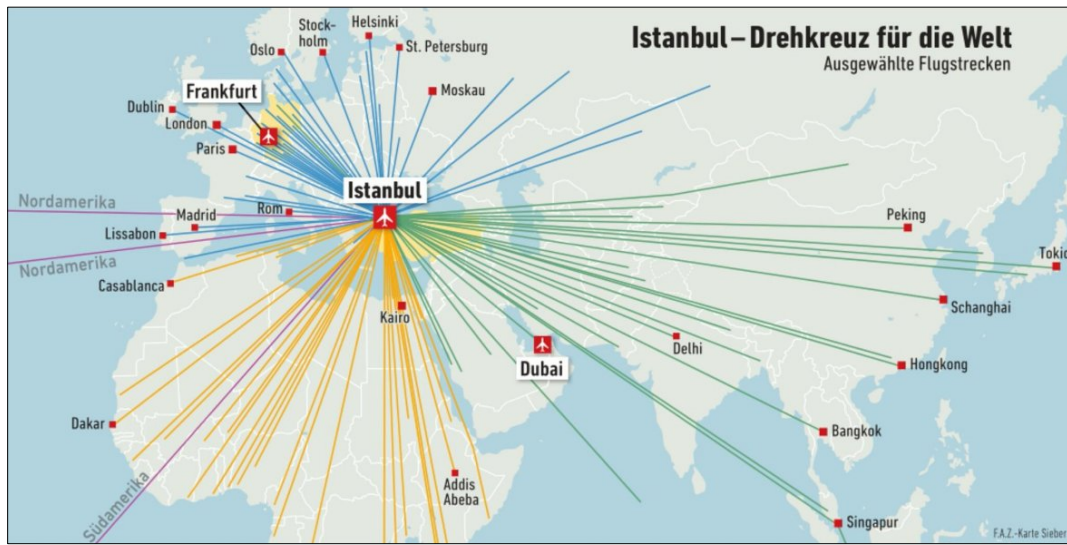 Istanbul – Drehkreuz für die Welt
Ausgewählte Flugstrecken
Helsinki
Stock-
holm
Oslo
St. Petersburg
Moskau
Frankfurt
Dublin
London
Paris
Istanbul
Nordamerika
Madrid
Rom
Lissabon
Nordamerika
Casablanca
Kairo
Peking
Tokio
Schanghai
Delhi
Dubai
Hongkong
Dakar
Bangkok
Addis
Abeba
Südamerika
Singapur
F.A.Z.-Karte Sieber